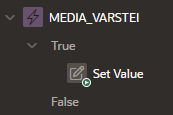 MEDIA_VARSTEI
True
Set Value
False